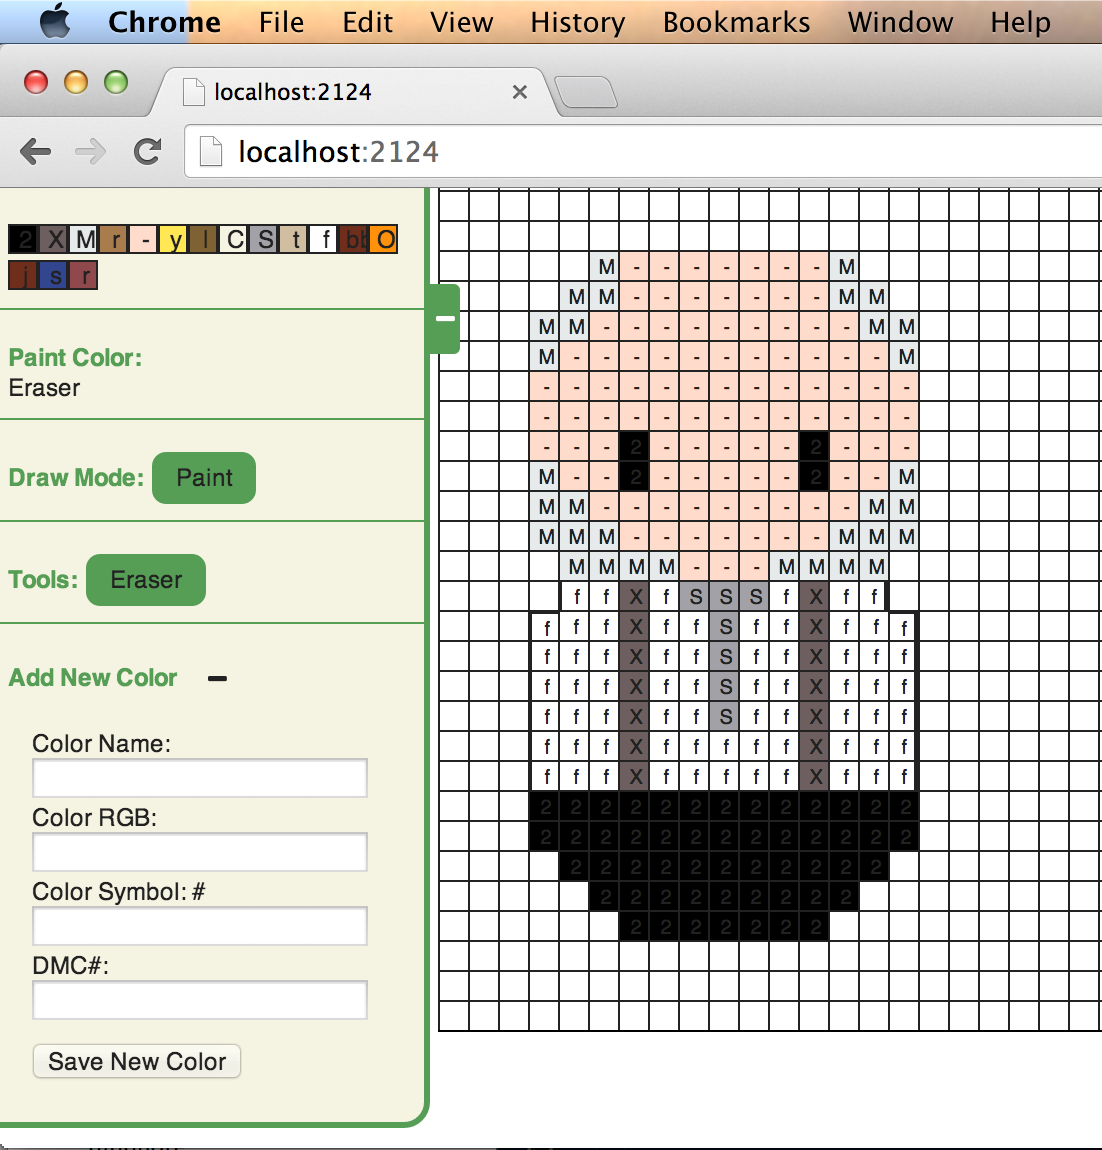 Chrome File Edit View History Bookmarks Window Help
localhost:2124
localhost:2124
2 X M r - y l C S t f b O
j s r
Paint Color:
Eraser
Draw Mode: Paint
Tools: Eraser
Add New Color
Color Name:
Color RGB:
Color Symbol: #
DMC#:
Save New Color
M - - - - - - - M
M M - - - - - - - M M
M M - - - - - - - - - M M
M - - - - - - - - - - - M
- - - - - - - - - - - - -
- - - - - - - - - - - - -
- - - 2 - - - - - 2 - - -
M - - 2 - - - - - 2 - - M
M M - - - - - - - - - M M
M M M - - - - - - - M M M
M M M M - - - M M M M
f f X f S S S f X f f
f f f X f f S f f X f f f
f f f X f f S f f X f f f
f f f X f f S f f X f f f
f f f X f f S f f X f f f
f f f X f f f f f X f f f
f f f X f f f f f X f f f
2 2 2 2 2 2 2 2 2 2 2 2 2
2 2 2 2 2 2 2 2 2 2 2 2 2
2 2 2 2 2 2 2 2 2 2 2
2 2 2 2 2 2 2 2 2
2 2 2 2 2 2 2